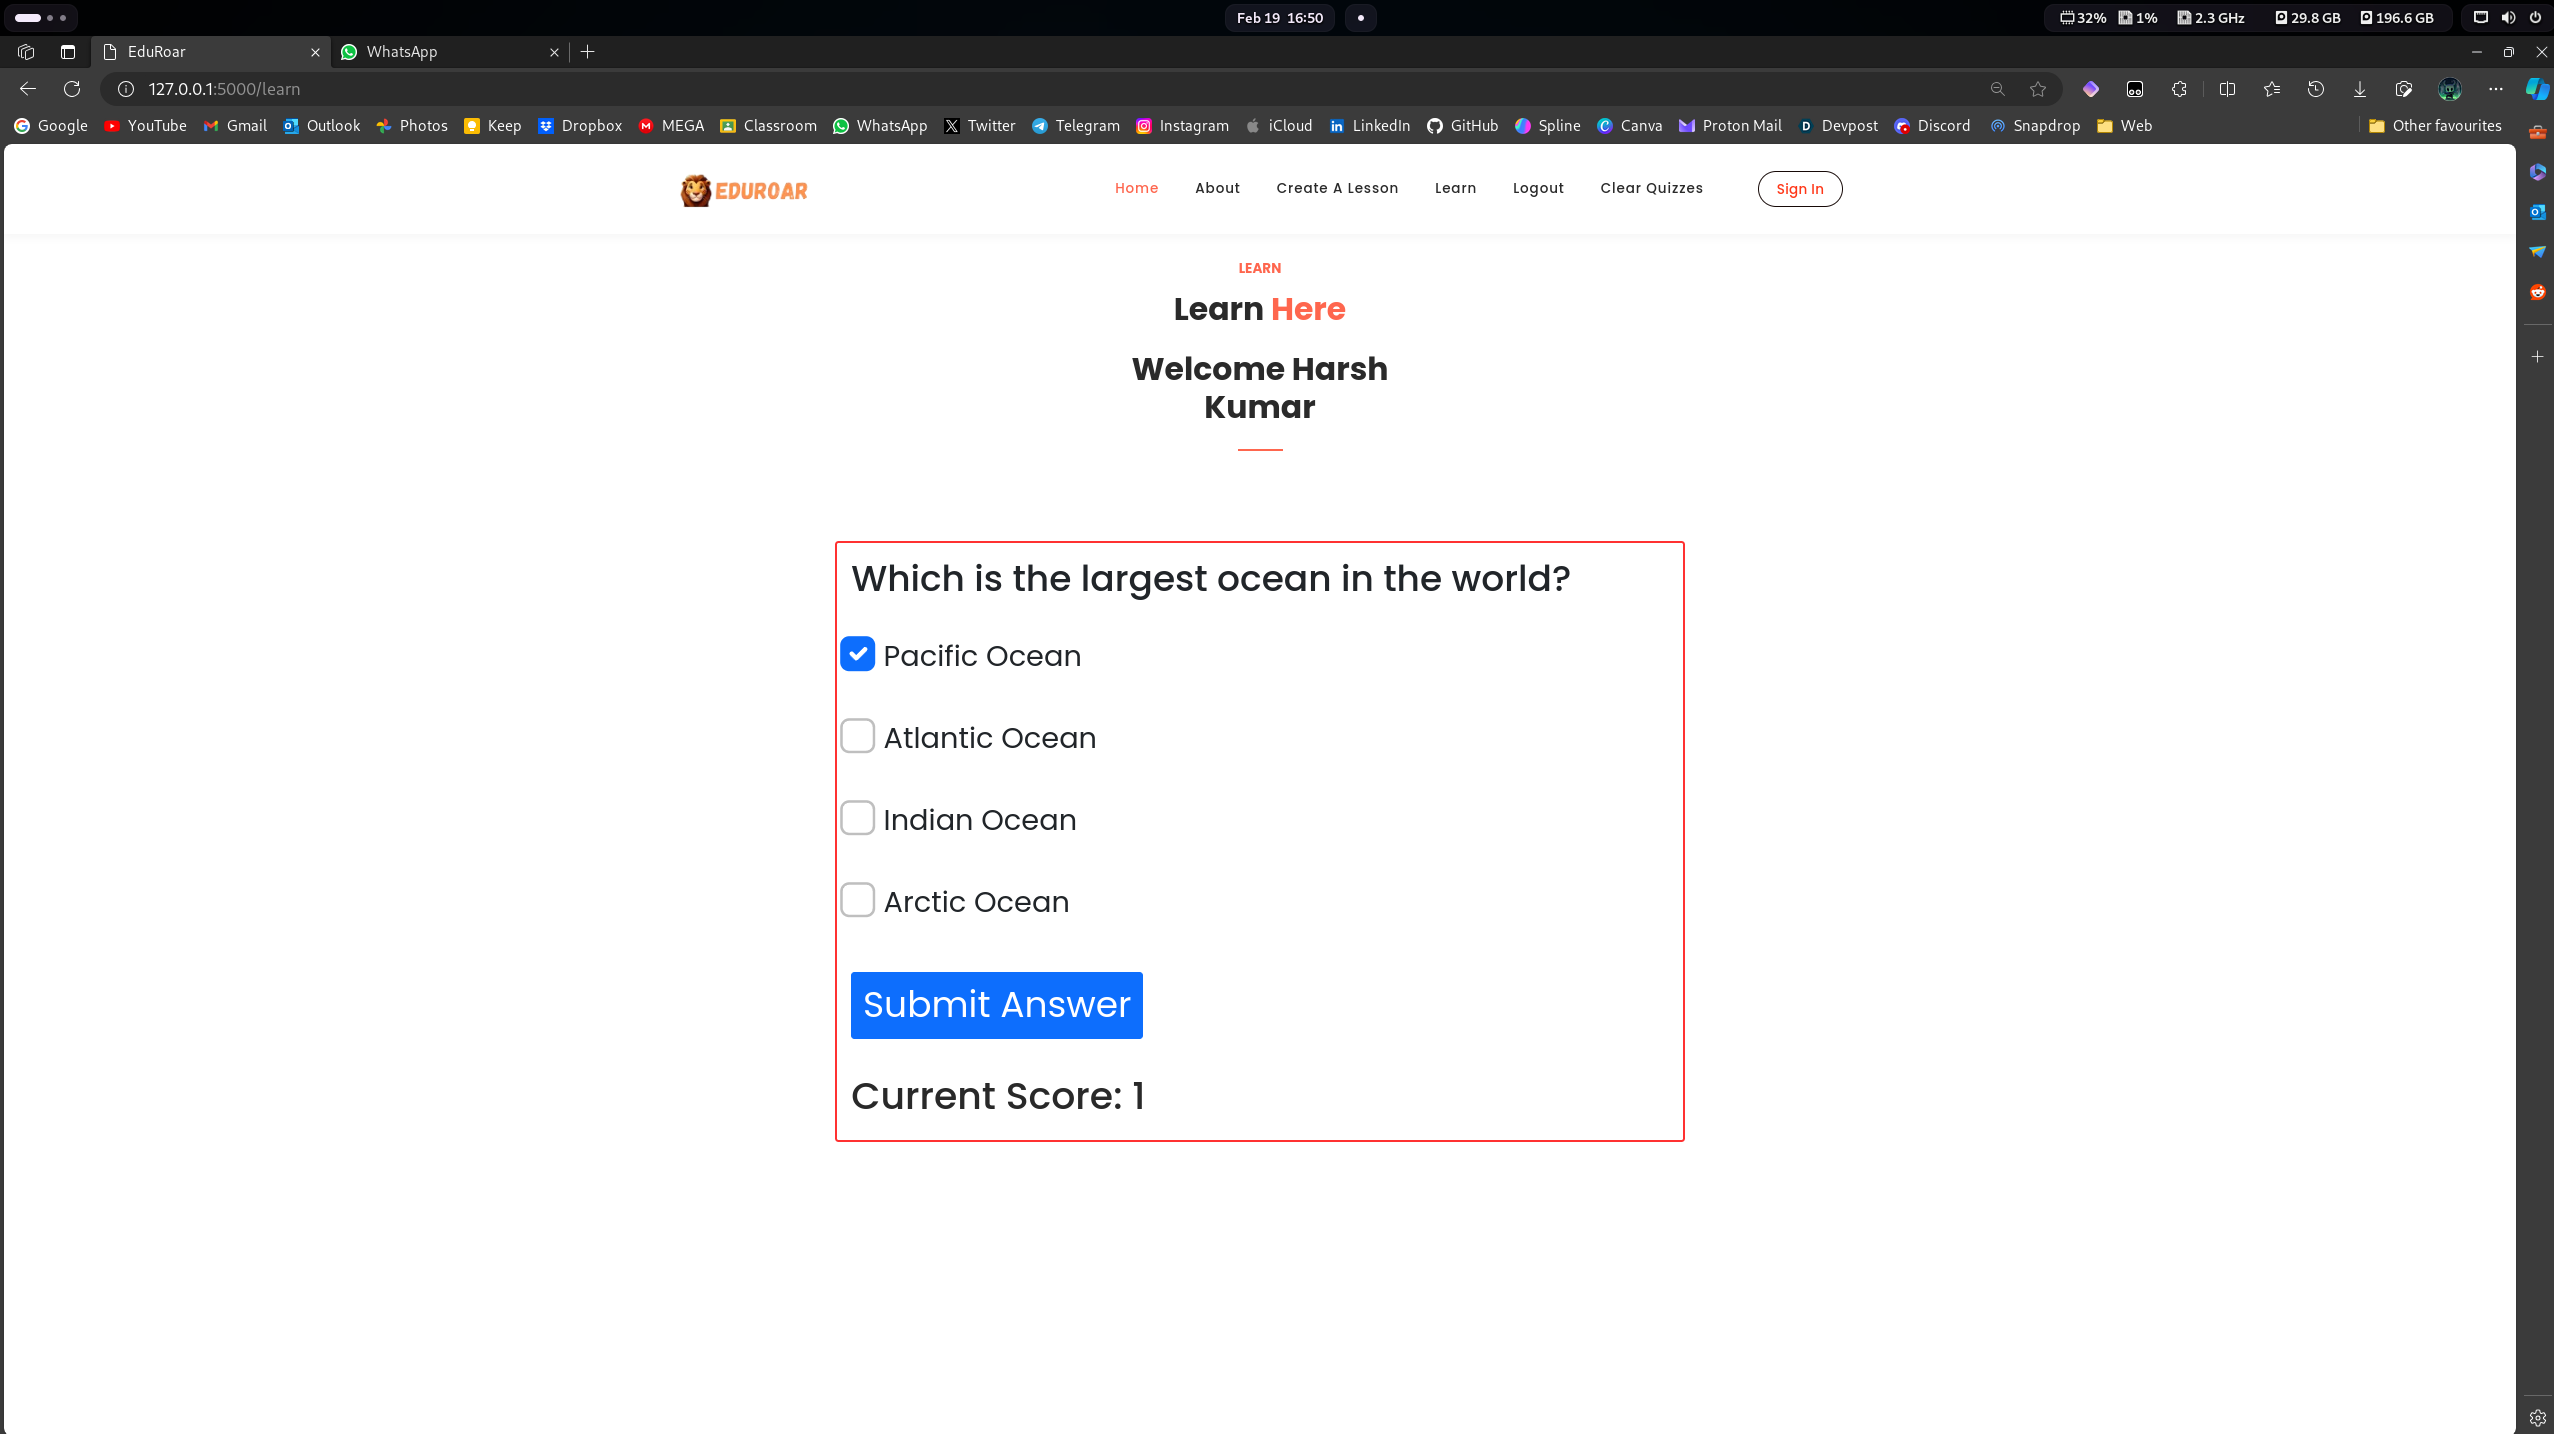 Feb 19 16:50
32% 1% 2.3 GHz 29.8 GB 196.6 GB
EduRoar WhatsApp
127.0.0.1:5000/learn
Google YouTube Gmail Outlook Photos Keep Dropbox MEGA Classroom WhatsApp Twitter Telegram Instagram iCloud LinkedIn GitHub Spline Canva Proton Mail Devpost Discord Snapdrop Web Other favourites
EDUROAR Home About Create A Lesson Learn Logout Clear Quizzes Sign In
LEARN
Learn Here
Welcome Harsh
Kumar
Which is the largest ocean in the world?
Pacific Ocean
Atlantic Ocean
Indian Ocean
Arctic Ocean
Submit Answer
Current Score: 1